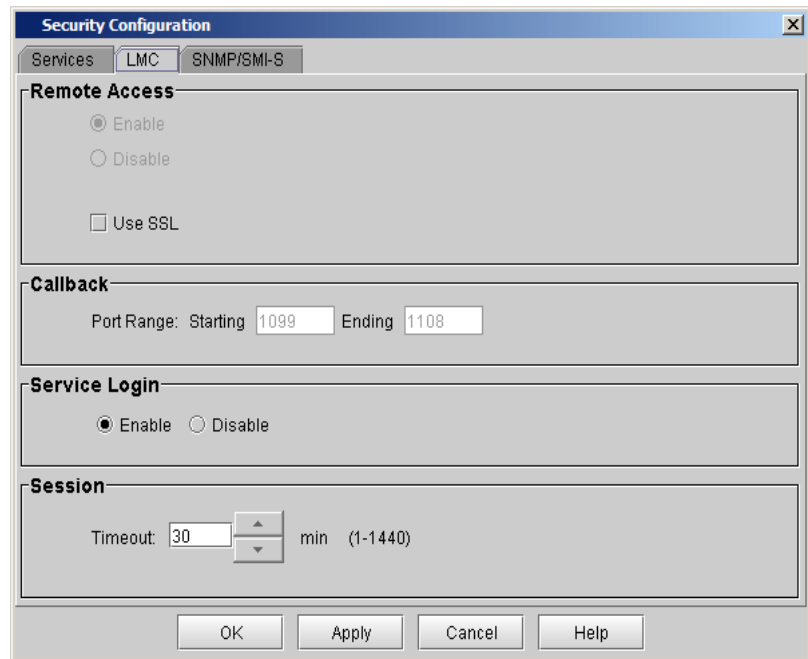 Security Configuration
Services LMC SNMP/SMI-S
Remote Access
Enable
Disable
Use SSL
Callback
Port Range: Starting 1099 Ending 1108
Service Login
Enable Disable
Session
Timeout: 30 min (1-1440)
OK Apply Cancel Help